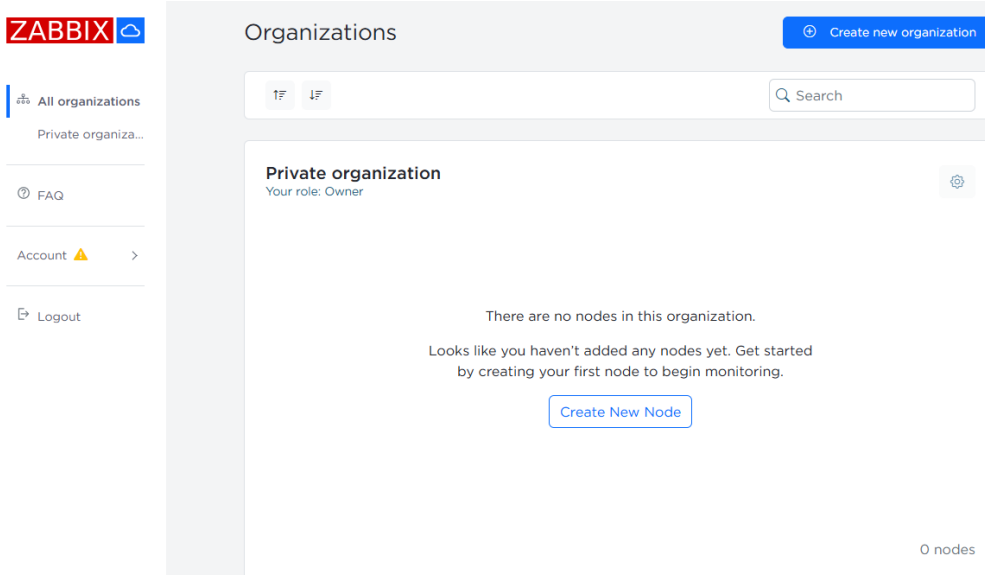 ZABBIX
Organizations
Create new organization
All organizations
Private organiza...
Search
FAQ
Account
Logout
Private organization
Your role: Owner
There are no nodes in this organization.
Looks like you haven't added any nodes yet. Get started
by creating your first node to begin monitoring.
Create New Node
0 nodes